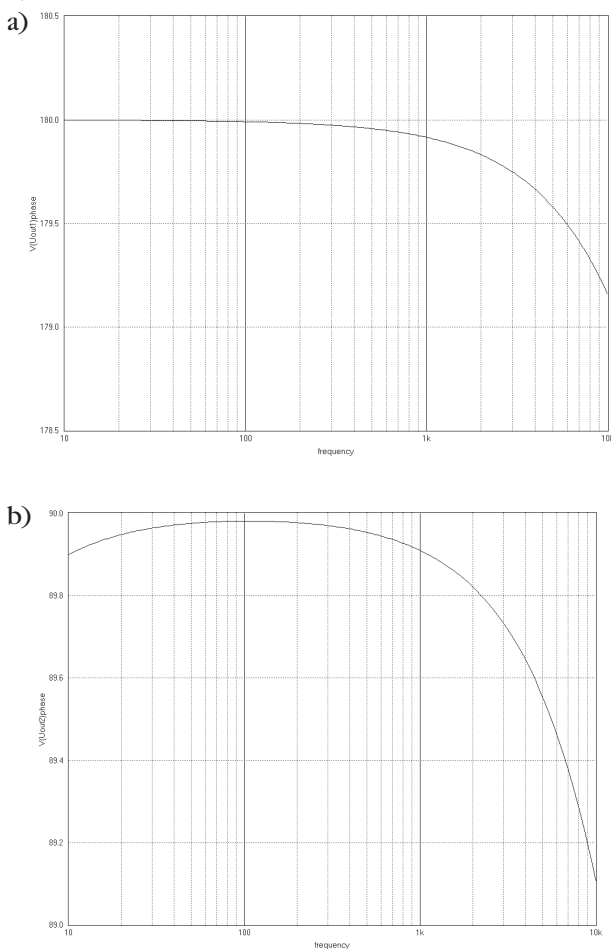 a)
180.5
180.0
179.5
179.0
178.5
V(Uout1)phase
10
100
1k
10k
frequency
b)
90.0
89.8
89.6
89.4
89.2
89.0
V(Uout2)phase
10
100
1k
10k
frequency